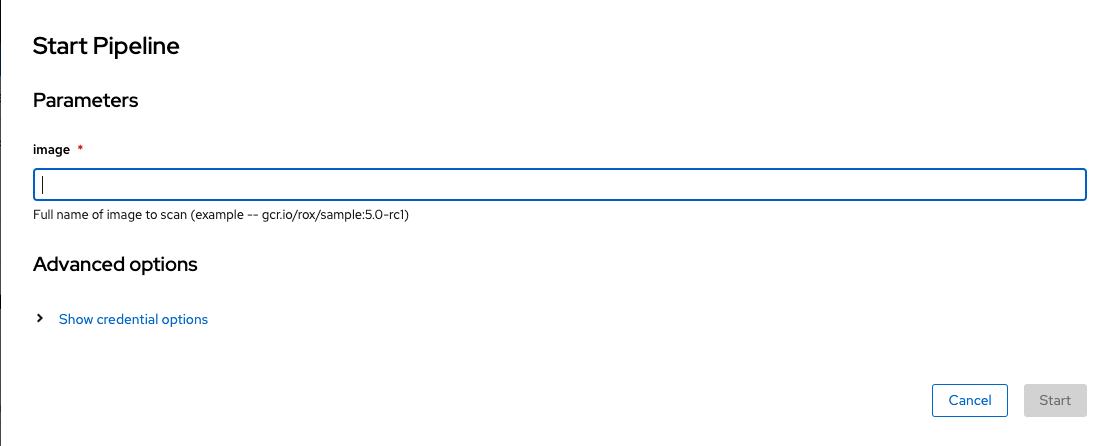 Start Pipeline
Parameters
image *
Full name of image to scan (example -- gcr.io/rox/sample:5.0-rc1)
Advanced options
Show credential options
Cancel Start